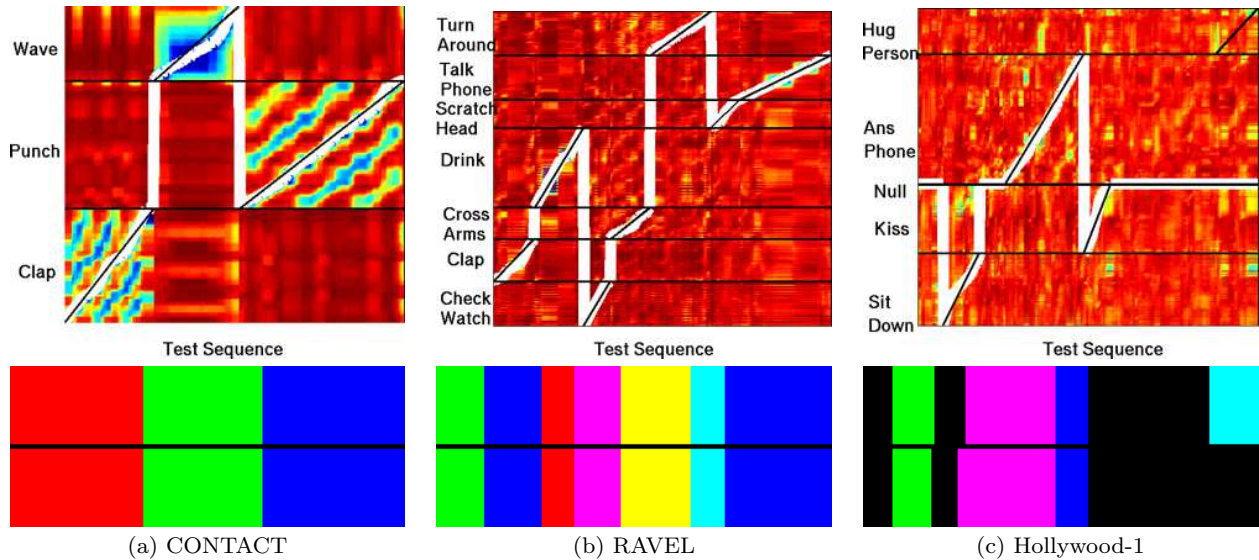 Wave
Punch
Clap
Test Sequence
Turn
Around
Talk
Phone
Scratch
Head
Drink
Cross
Arms
Clap
Check
Watch
Test Sequence
Hug
Person
Ans
Phone
Null
Kiss
Sit
Down
Test Sequence
(a) CONTACT
(b) RAVEL
(c) Hollywood-1